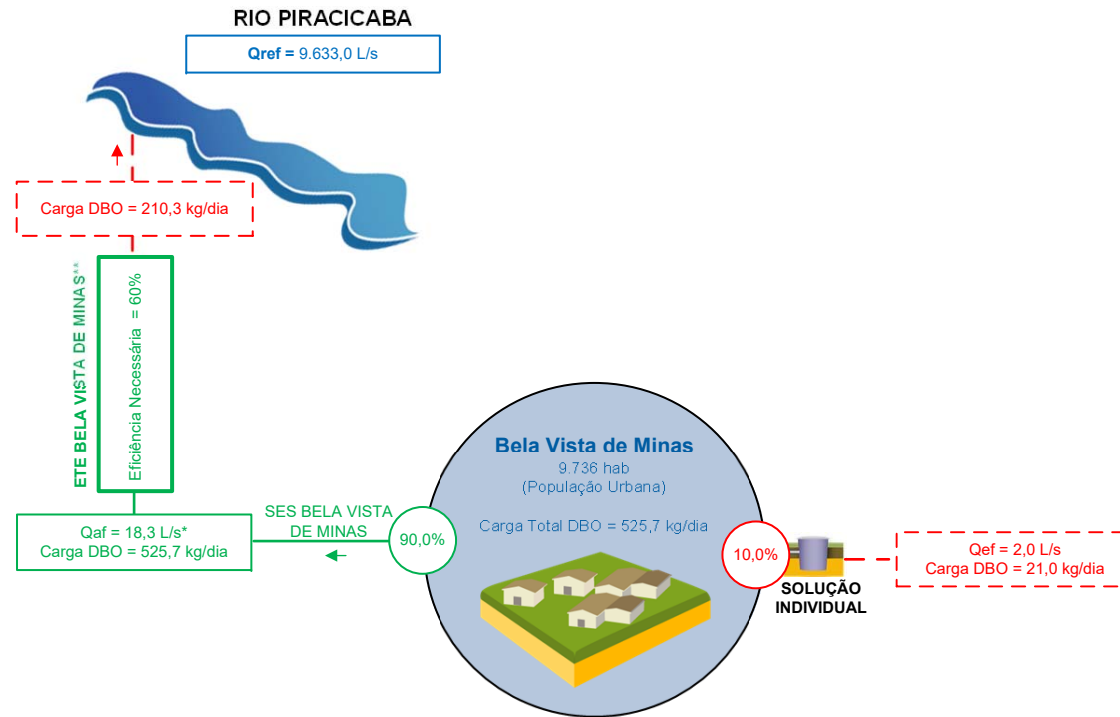 RIO PIRACICABA
Qref = 9.633,0 L/s
Carga DBO = 210,3 kg/dia
ETE BELA VISTA DE MINAS**
Eficiência Necessária = 60%
Qaf = 18,3 L/s*
Carga DBO = 525,7 kg/dia
SES BELA VISTA
DE MINAS
90,0%
Bela Vista de Minas
9.736 hab
(População Urbana)
Carga Total DBO = 525,7 kg/dia
10,0%
SOLUÇÃO
INDIVIDUAL
Qef = 2,0 L/s
Carga DBO = 21,0 kg/dia